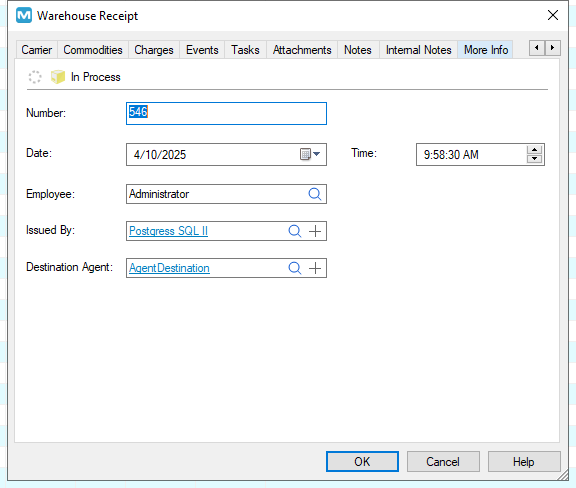 M Warehouse Receipt
Carrier Commodities Charges Events Tasks Attachments Notes Internal Notes More Info
In Process
Number: 546
Date: 4/10/2025 Time: 9:58:30 AM
Employee: Administrator
Issued By: Postgress SQL II
Destination Agent: AgentDestination
OK Cancel Help